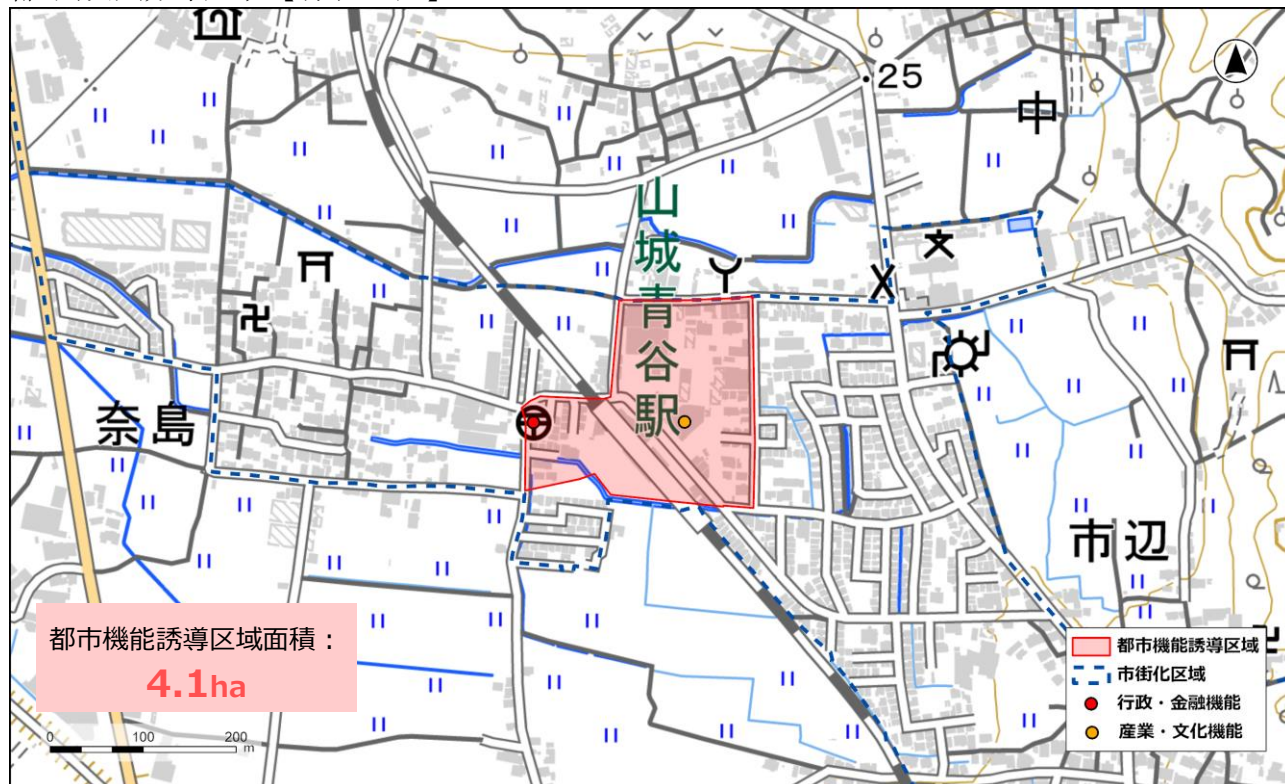 25
山城青谷駅
奈島
市辺
都市機能誘導区域面積：
4.1ha
0 100 200
m
都市機能誘導区域
市街化区域
行政・金融機能
産業・文化機能